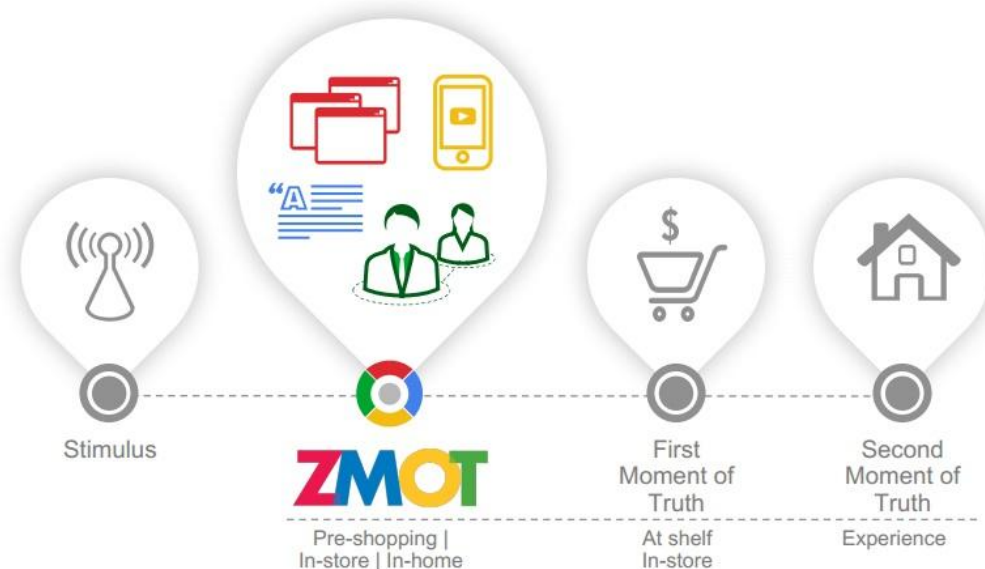 “A
$
Stimulus
ZMOT
First
Moment of
Truth
Second
Moment of
Truth
Pre-shopping |
In-store | In-home
At shelf
In-store
Experience